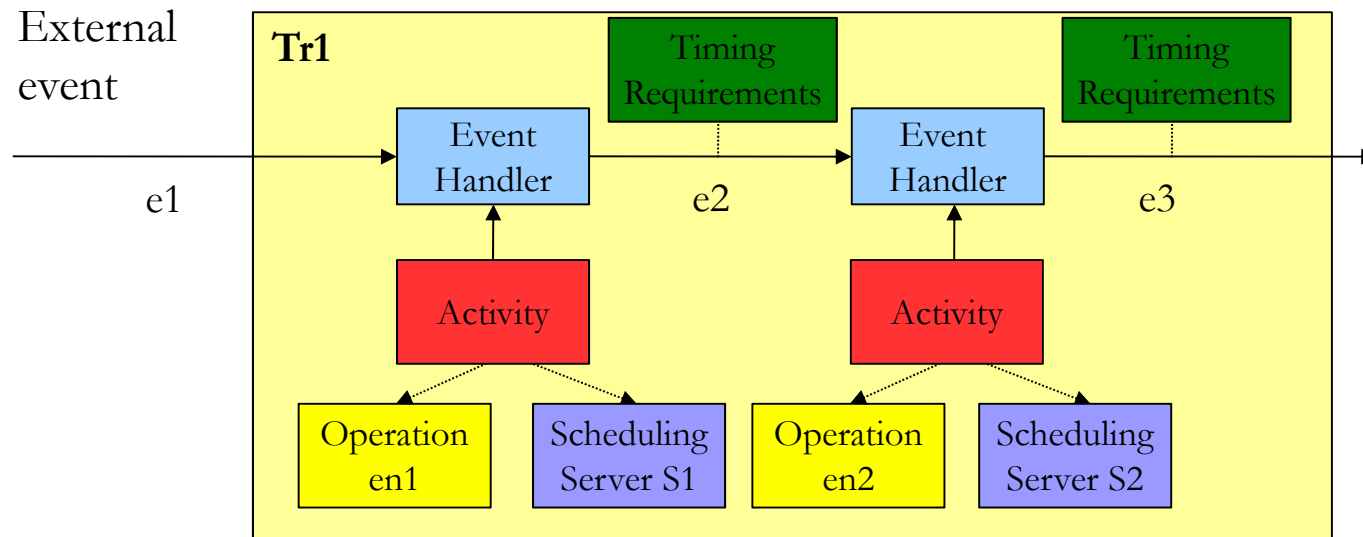 External
event
Tr1
Timing
Requirements
Timing
Requirements
Event
Handler
Event
Handler
e1
e2
e3
Activity
Activity
Operation
en1
Scheduling
Server S1
Operation
en2
Scheduling
Server S2